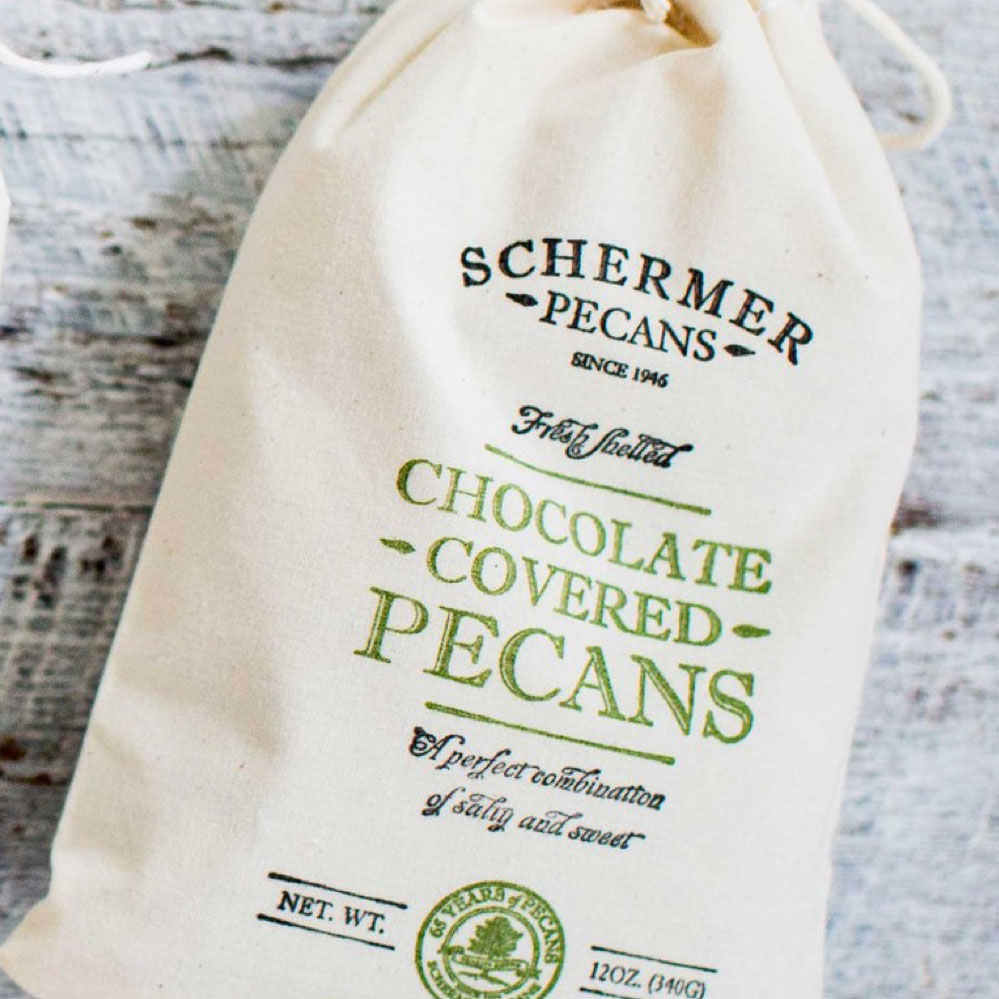 SCHERMER
PECANS
SINCE 1946
Fresh Shelled
CHOCOLATE
COVERED
PECANS
A perfect combination
of salty and sweet
NET. WT.
65 YEARS of PECANS
12OZ. (340G)